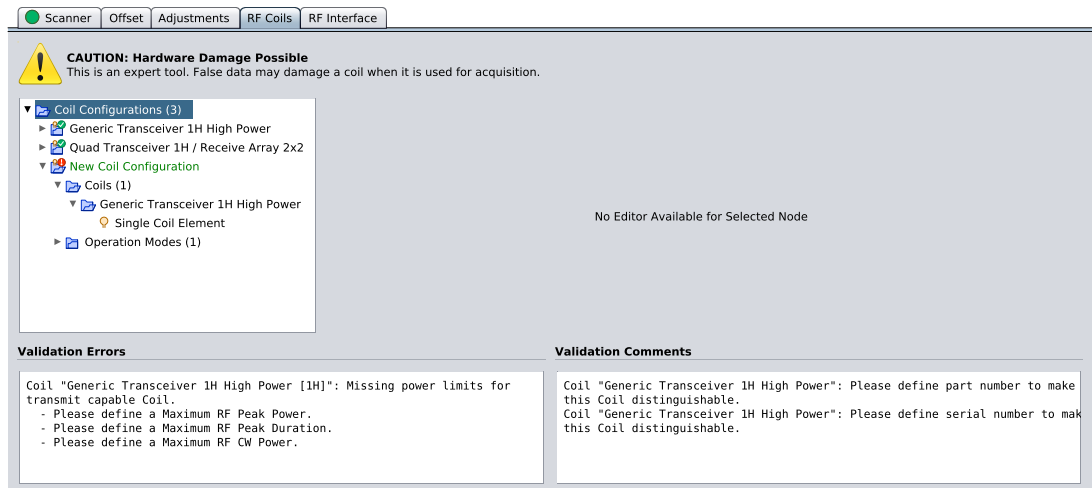 Scanner Offset Adjustments RF Coils RF Interface
CAUTION: Hardware Damage Possible
This is an expert tool. False data may damage a coil when it is used for acquisition.
Coil Configurations (3)
Generic Transceiver 1H High Power
Quad Transceiver 1H / Receive Array 2x2
New Coil Configuration
Coils (1)
Generic Transceiver 1H High Power
Single Coil Element
Operation Modes (1)
No Editor Available for Selected Node
Validation Errors
Coil "Generic Transceiver 1H High Power [1H]": Missing power limits for
transmit capable Coil.
- Please define a Maximum RF Peak Power.
- Please define a Maximum RF Peak Duration.
- Please define a Maximum RF CW Power.
Validation Comments
Coil "Generic Transceiver 1H High Power": Please define part number to make
this Coil distinguishable.
Coil "Generic Transceiver 1H High Power": Please define serial number to mak
this Coil distinguishable.